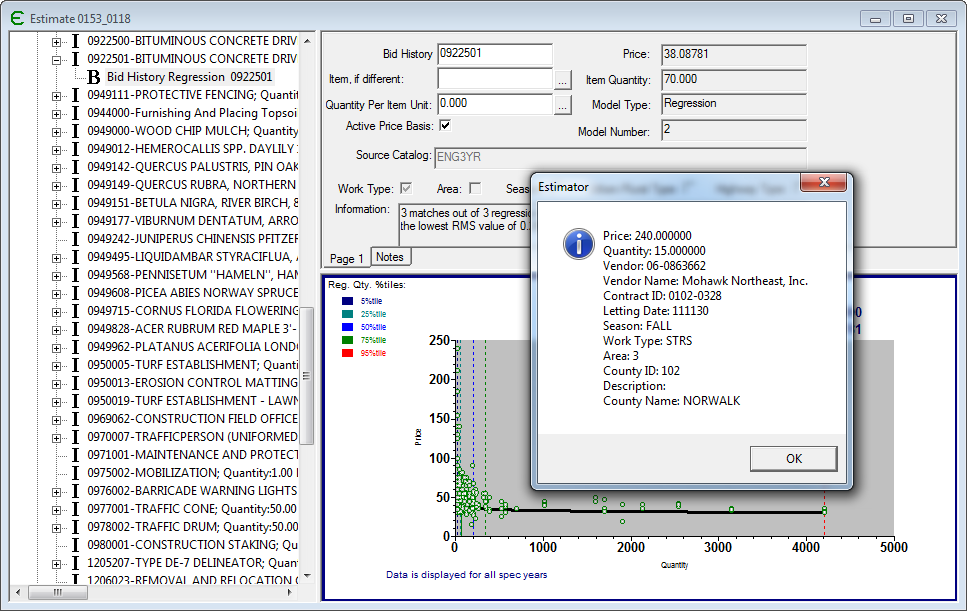 Estimate 0153_0118
0922500-BITUMINOUS CONCRETE DRIV
0922501-BITUMINOUS CONCRETE DRIV
B Bid History Regression 0922501
0949111-PROTECTIVE FENCING; Quantit
0944000-Furnishing And Placing Topsoi
0949000-WOOD CHIP MULCH; Quantity
0949012-HEMEROCALLIS SPP. DAYLILY
0949142-QUERCUS PALUSTRIS, PIN OAK
0949149-QUERCUS RUBRA, NORTHERN
0949151-BETULA NIGRA, RIVER BIRCH, 8
0949177-VIBURNUM DENTATUM, ARRO
0949242-JUNIPERUS CHINENSIS PFITZER
0949495-LIQUIDAMBAR STYRACIFLUA,
0949568-PENNISETUM "HAMELN", HAM
0949608-PICEA ABIES NORWAY SPRUCE
0949715-CORNUS FLORIDA FLOWERING
0949828-ACER RUBRUM RED MAPLE 3'-
0949962-PLATANUS ACERIFOLIA LOND
0950005-TURF ESTABLISHMENT; Quanti
0950013-EROSION CONTROL MATTING
0950019-TURF ESTABLISHMENT - LAWN
0969062-CONSTRUCTION FIELD OFFICE
0970007-TRAFFICPERSON (UNIFORMED
0971001-MAINTENANCE AND PROTECT
0975002-MOBILIZATION; Quantity:1.00
0976002-BARRICADE WARNING LIGHTS
0977001-TRAFFIC CONE; Quantity:50.00
0978002-TRAFFIC DRUM; Quantity:50.00
0980001-CONSTRUCTION STAKING; Qu
1205207-TYPE DE-7 DELINEATOR; Quan
1206023-REMOVAL AND RELOCATION
Bid History 0922501
Price: 38.08781
Item, if different: ...
Item Quantity: 70.000
Quantity Per Item Unit: 0.000 ...
Model Type: Regression
Active Price Basis:
Model Number: 2
Source Catalog: ENG3YR
Work Type: Area: Seas
Information: 3 matches out of 3 regressio
the lowest RMS value of 0.
Page 1 Notes
Estimator
Price: 240.000000
Quantity: 15.000000
Vendor: 06-0863662
Vendor Name: Mohawk Northeast, Inc.
Contract ID: 0102-0328
Letting Date: 111130
Season: FALL
Work Type: STRS
Area: 3
County ID: 102
Description:
County Name: NORWALK
OK
Reg. Qty. %tiles:
5%tile
25%tile
50%tile
75%tile
95%tile
0
1
250
200
150
100
50
0
Price
0 1000 2000 3000 4000 5000
Quantity
Data is displayed for all spec years